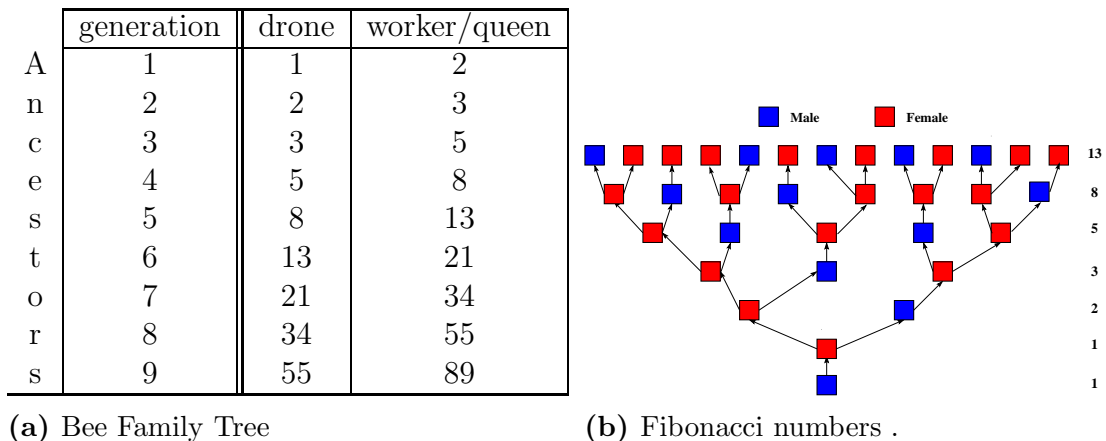 generation drone worker/queen
A 1 1 2
n 2 2 3
c 3 3 5
e 4 5 8
s 5 8 13
t 6 13 21
o 7 21 34
r 8 34 55
s 9 55 89
(a) Bee Family Tree
Male Female
13
8
5
3
2
1
1
(b) Fibonacci numbers .